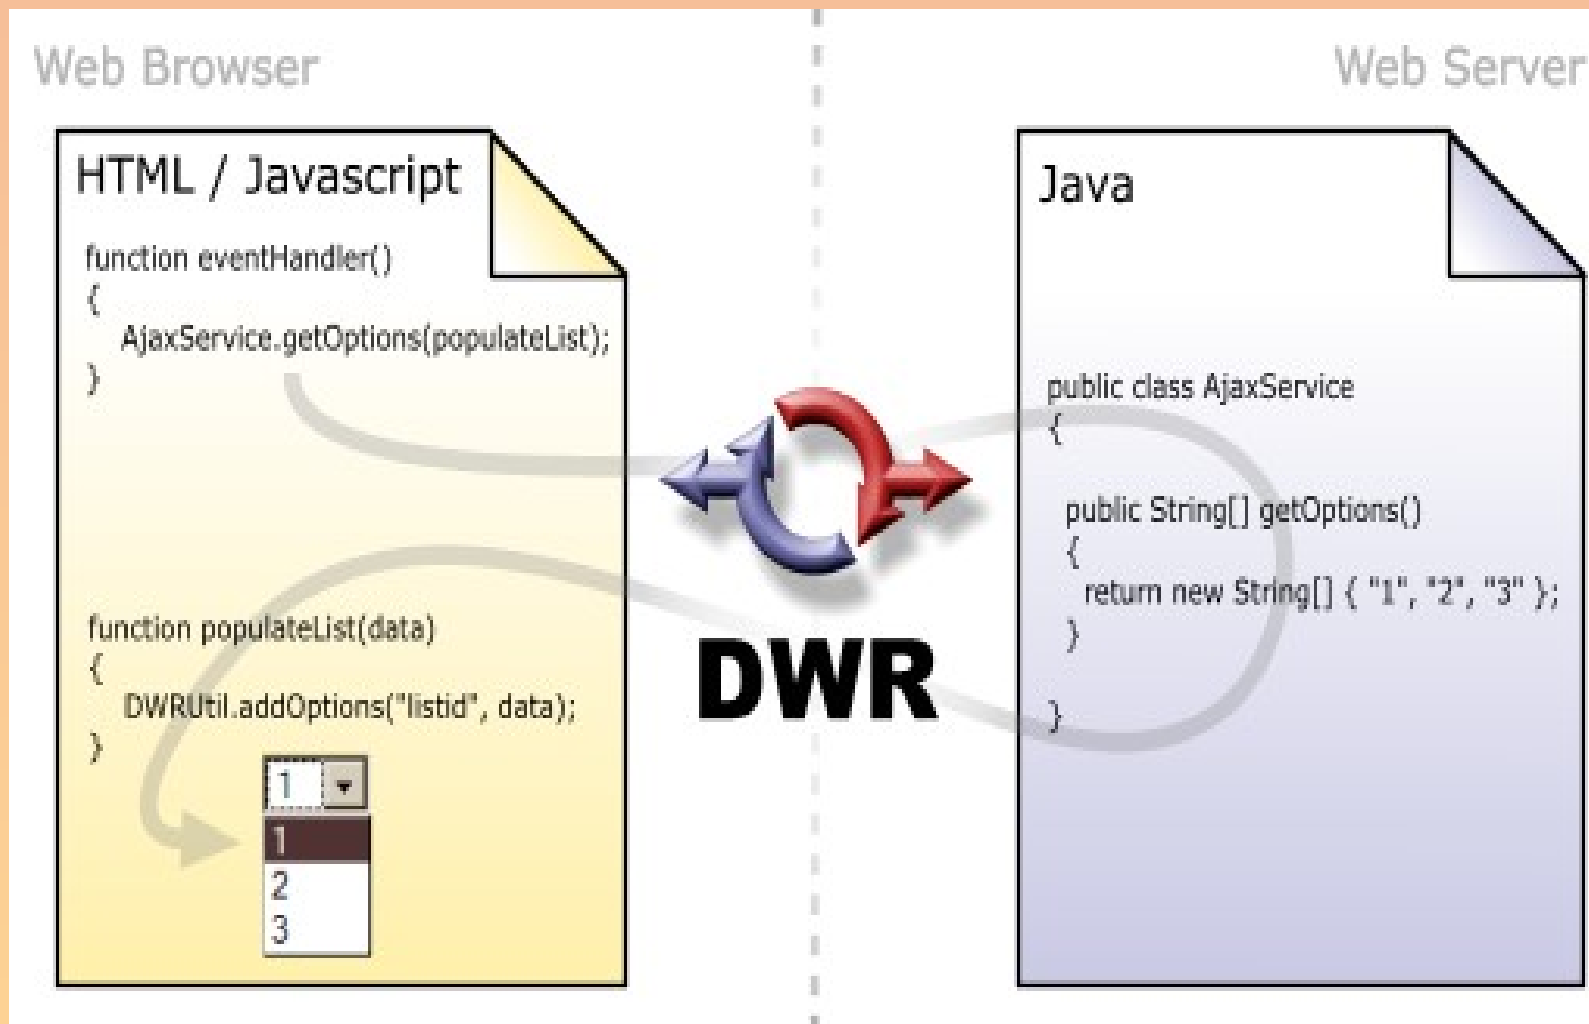 Web Browser
Web Server
HTML / Javascript
function eventHandler()
{
AjaxService.getOptions(populateList);
}
function populateList(data)
{
DWRUtil.addOptions("listid", data);
}
1
1
2
3
DWR
Java
public class AjaxService
{
public String[] getOptions()
{
return new String[] { "1", "2", "3" };
}
}